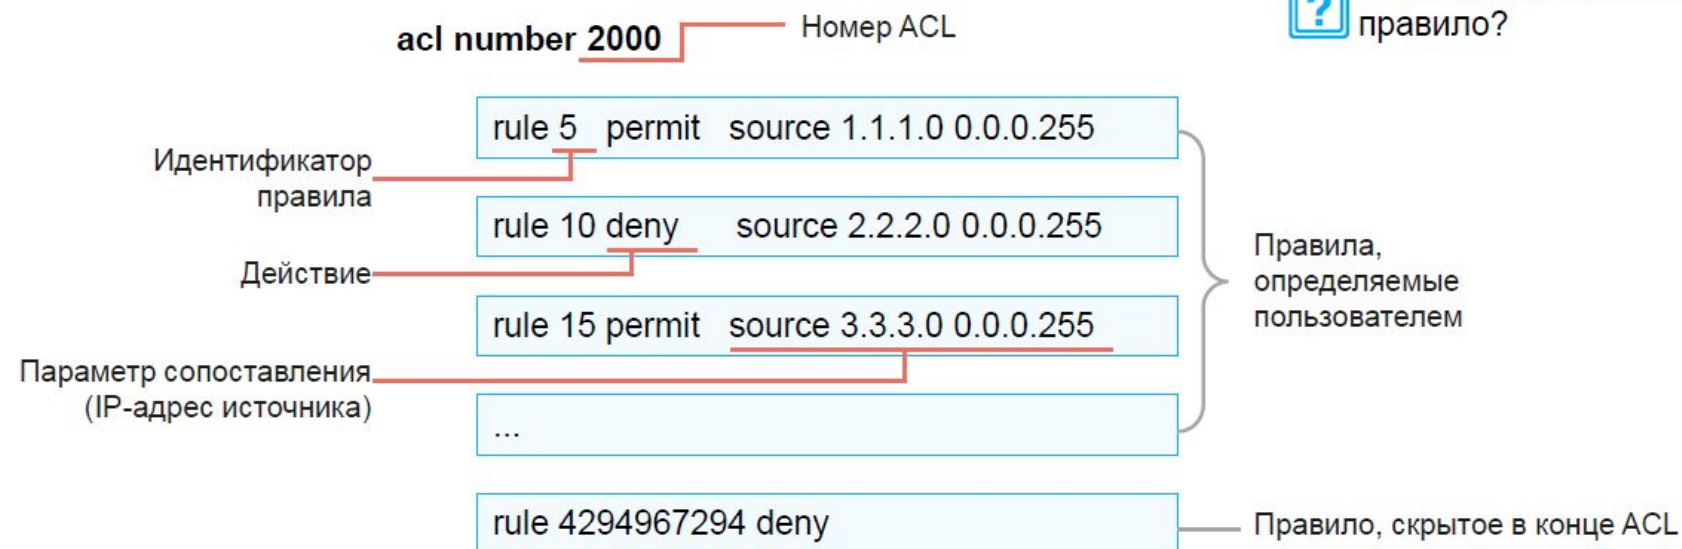 acl number 2000
Номер ACL
?
правило?
rule 5 permit source 1.1.1.0 0.0.0.255
Идентификатор
правила
rule 10 deny source 2.2.2.0 0.0.0.255
Действие
rule 15 permit source 3.3.3.0 0.0.0.255
Параметр сопоставления
(IP-адрес источника)
...
Правила,
определяемые
пользователем
rule 4294967294 deny
Правило, скрытое в конце ACL